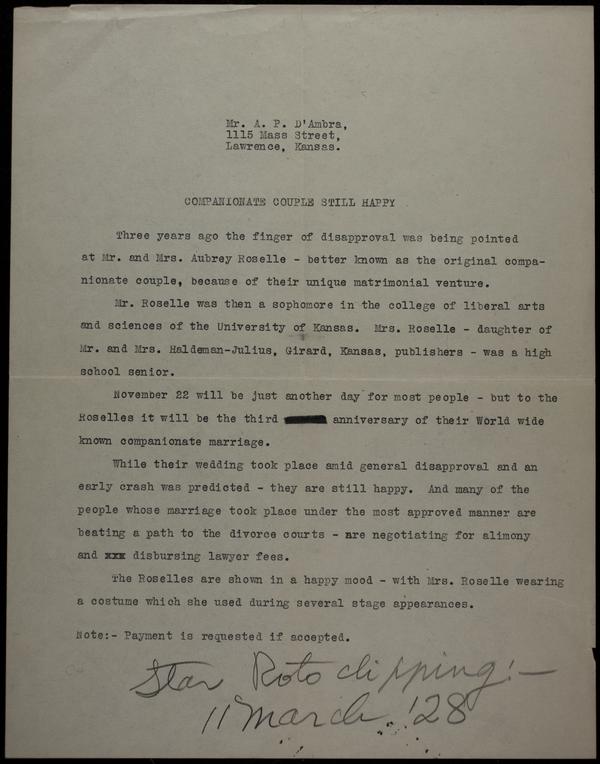 Mr. A. P. D'Ambra,
1115 Mass Street,
Lawrence, Kansas.
COMPANIONATE COUPLE STILL HAPPY
Three years ago the finger of disapproval was being pointed
at Mr. and Mrs. Aubrey Roselle - better known as the original compa-
nionate couple, because of their unique matrimonial venture.
Mr. Roselle was then a sophomore in the college of liberal arts
and sciences of the University of Kansas. Mrs. Roselle - daughter of
Mr. and Mrs. Haldeman-Julius, Girard, Kansas, publishers - was a high
school senior.
November 22 will be just another day for most people - but to the
Roselles it will be the third anniversary of their World wide
known companionate marriage.
While their wedding took place amid general disapproval and an
early crash was predicted - they are still happy. And many of the
people whose marriage took place under the most approved manner are
beating a path to the divorce courts - are negotiating for alimony
and xxx disbursing lawyer fees.
The Roselles are shown in a happy mood - with Mrs. Roselle wearing
a costume which she used during several stage appearances.
Note:- Payment is requested if accepted.
Star Roto clipping:-
11 March '28